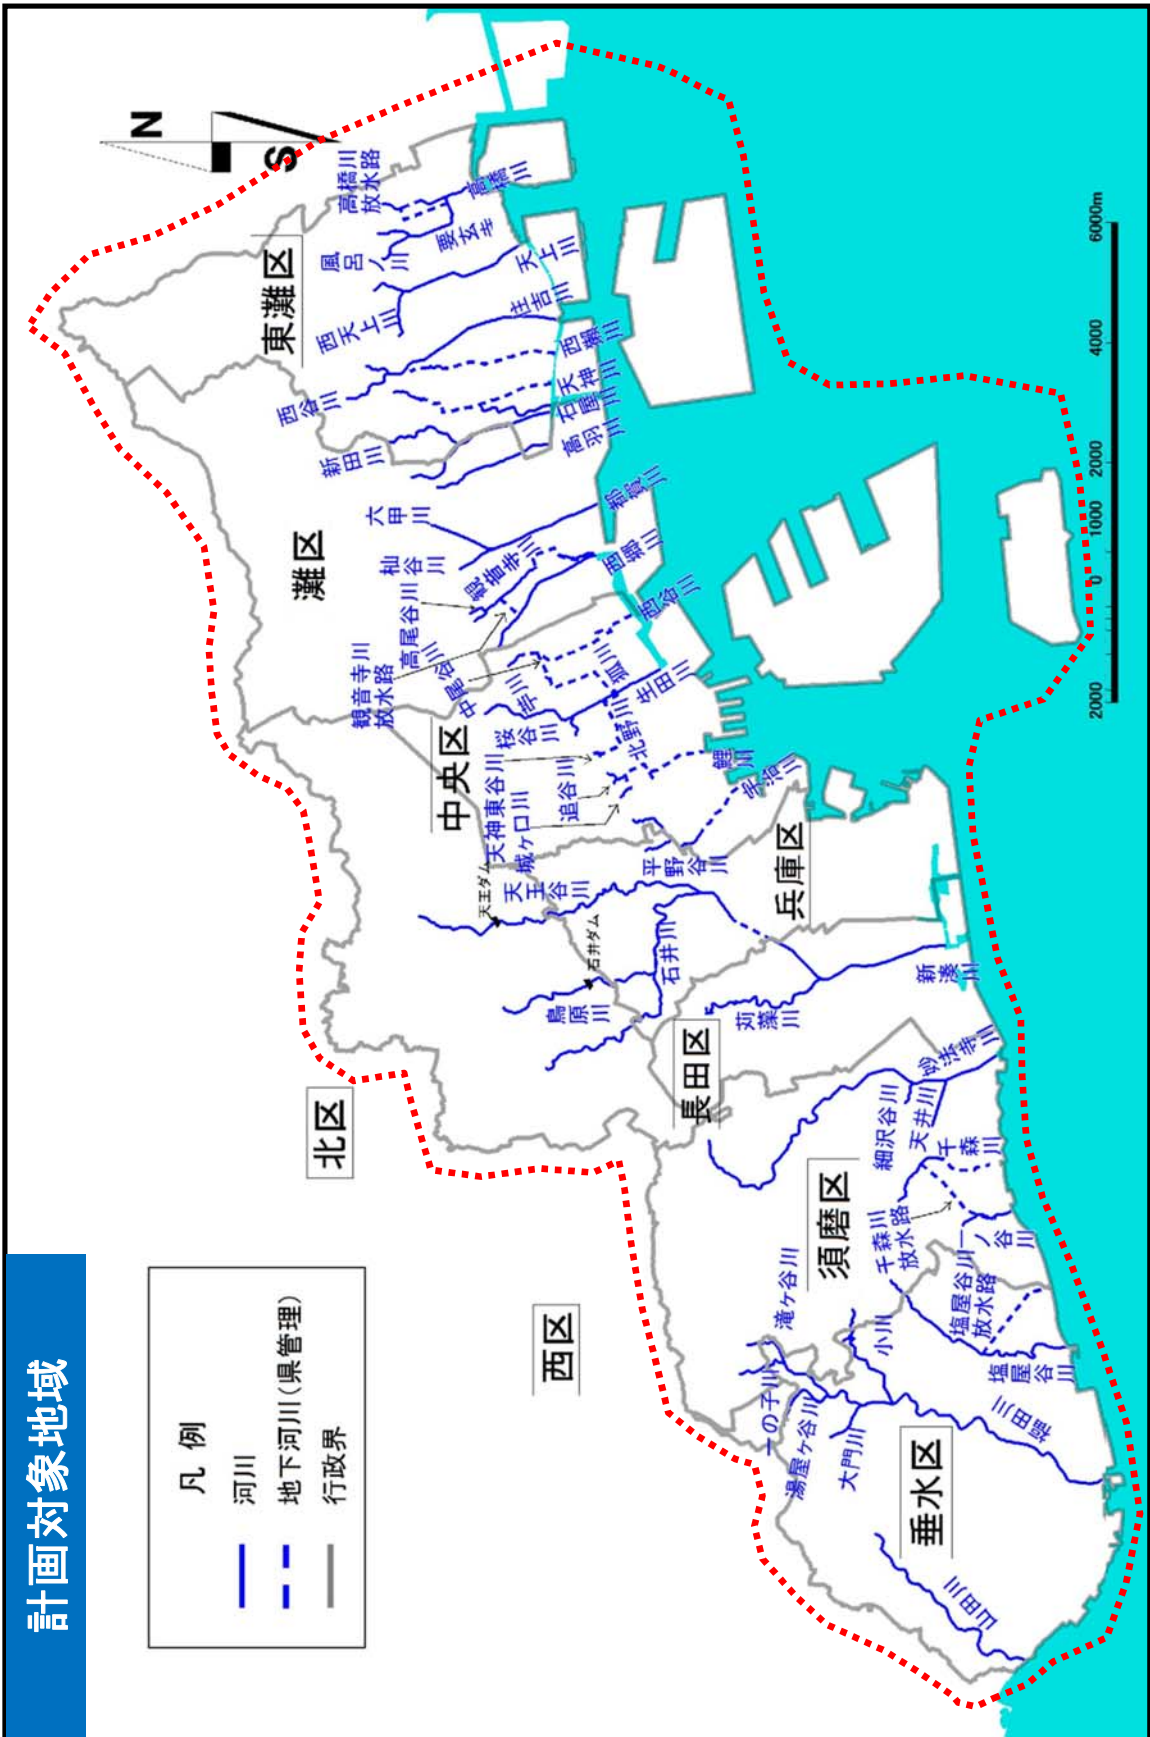 計画対象地域
凡 例
河川
地下河川(県管理)
行政界
N
S
北区
西区
東灘区
灘区
中央区
兵庫区
長田区
須磨区
垂水区
高橋川
放水路
高橋川
要玄寺
風呂ノ川
天上川
西天上川
住吉川
西瀬川
西谷川
天神川
石屋川
高羽川
新田川
六甲川
都賀川
杣谷川
観音寺川
西郷川
高尾谷川
観音寺川
放水路
西谷川
中尾谷川
宇川
狐川
生田川
桜谷川
北野川
天神東谷川
追谷川
城ヶ口川
鯉川
宇治川
平野谷川
天王谷川
天王ダム
石井ダム
石井川
鳥原川
苅藻川
新湊川
妙法寺川
細沢谷川
天井川
千森川
千森川
放水路
一ノ谷川
塩屋谷川
放水路
塩屋谷川
滝ヶ谷川
小川
一の子川
湯屋ヶ谷川
大門川
福田川
山田川
2000
0
1000
2000
4000
6000m